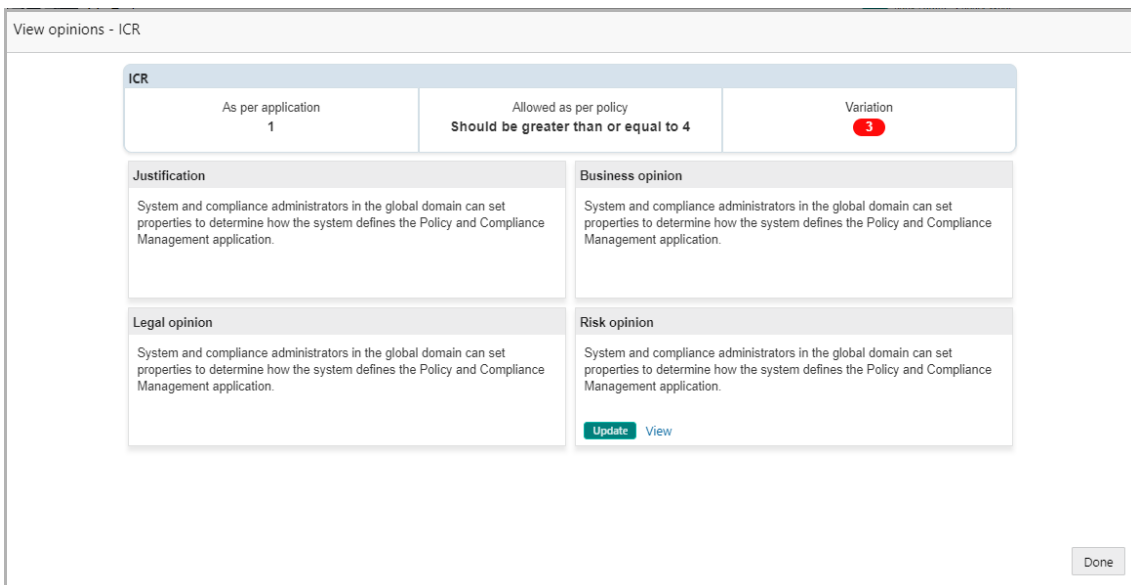 View opinions - ICR
ICR
As per application
1
Allowed as per policy
Should be greater than or equal to 4
Variation
3
Justification
System and compliance administrators in the global domain can set
properties to determine how the system defines the Policy and Compliance
Management application.
Business opinion
System and compliance administrators in the global domain can set
properties to determine how the system defines the Policy and Compliance
Management application.
Legal opinion
System and compliance administrators in the global domain can set
properties to determine how the system defines the Policy and Compliance
Management application.
Risk opinion
System and compliance administrators in the global domain can set
properties to determine how the system defines the Policy and Compliance
Management application.
Update View
Done